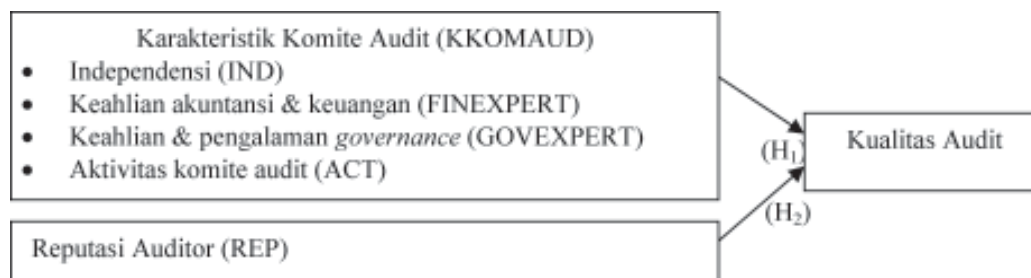 Karakteristik Komite Audit (KKOMAUD)
• Independensi (IND)
• Keahlian akuntansi & keuangan (FINEXPERT)
• Keahlian & pengalaman governance (GOVEXPERT)
• Aktivitas komite audit (ACT)
(H₁)
Kualitas Audit
(H₂)
Reputasi Auditor (REP)